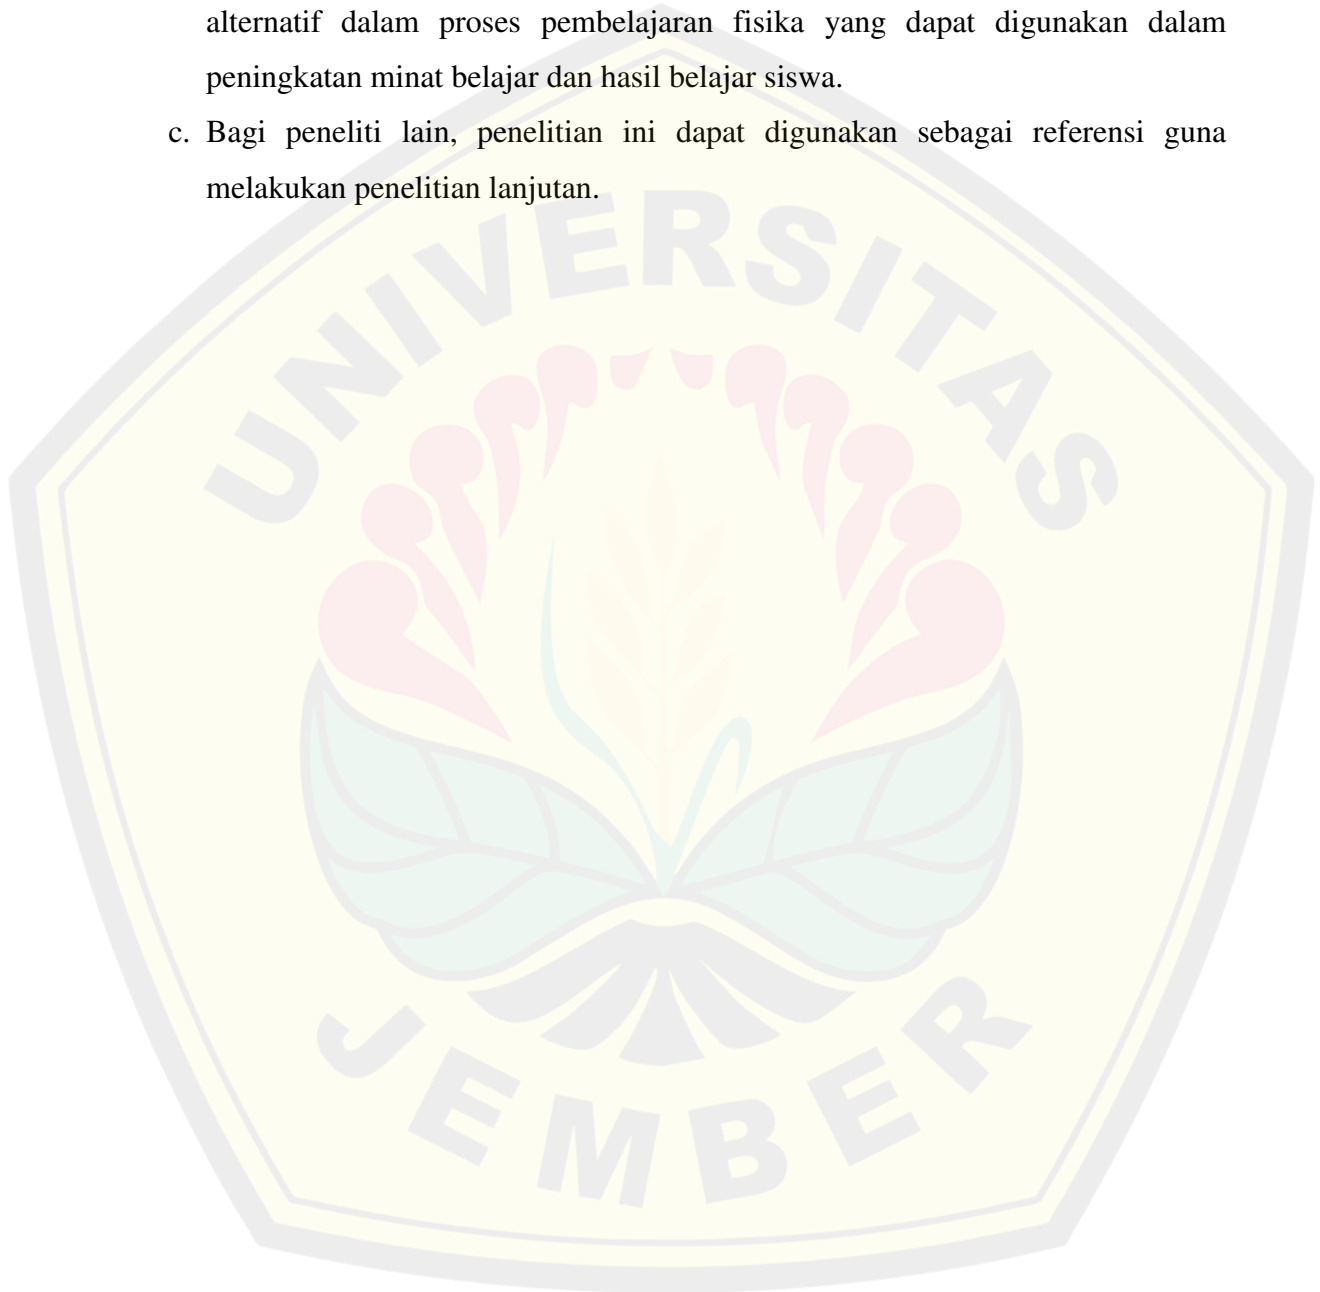 alternatif dalam proses pembelajaran fisika yang dapat digunakan dalam
peningkatan minat belajar dan hasil belajar siswa.
c. Bagi peneliti lain, penelitian ini dapat digunakan sebagai referensi guna
melakukan penelitian lanjutan.
UNIVERSITAS
JEMBER